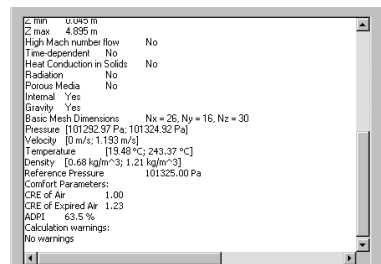 Z min 0.045 m
Z max 4.895 m
High Mach number flow No
Time-dependent No
Heat Conduction in Solids No
Radiation No
Porous Media No
Internal Yes
Gravity Yes
Basic Mesh Dimensions Nx = 26, Ny = 16, Nz = 30
Pressure [101292.97 Pa; 101324.92 Pa]
Velocity [0 m/s; 1.193 m/s]
Temperature [19.48 °C; 243.37 °C]
Density [0.68 kg/m^3; 1.21 kg/m^3]
Reference Pressure 101325.00 Pa
Comfort Parameters:
CRE of Air 1.00
CRE of Expired Air 1.23
ADPI 63.5 %
Calculation warnings:
No warnings